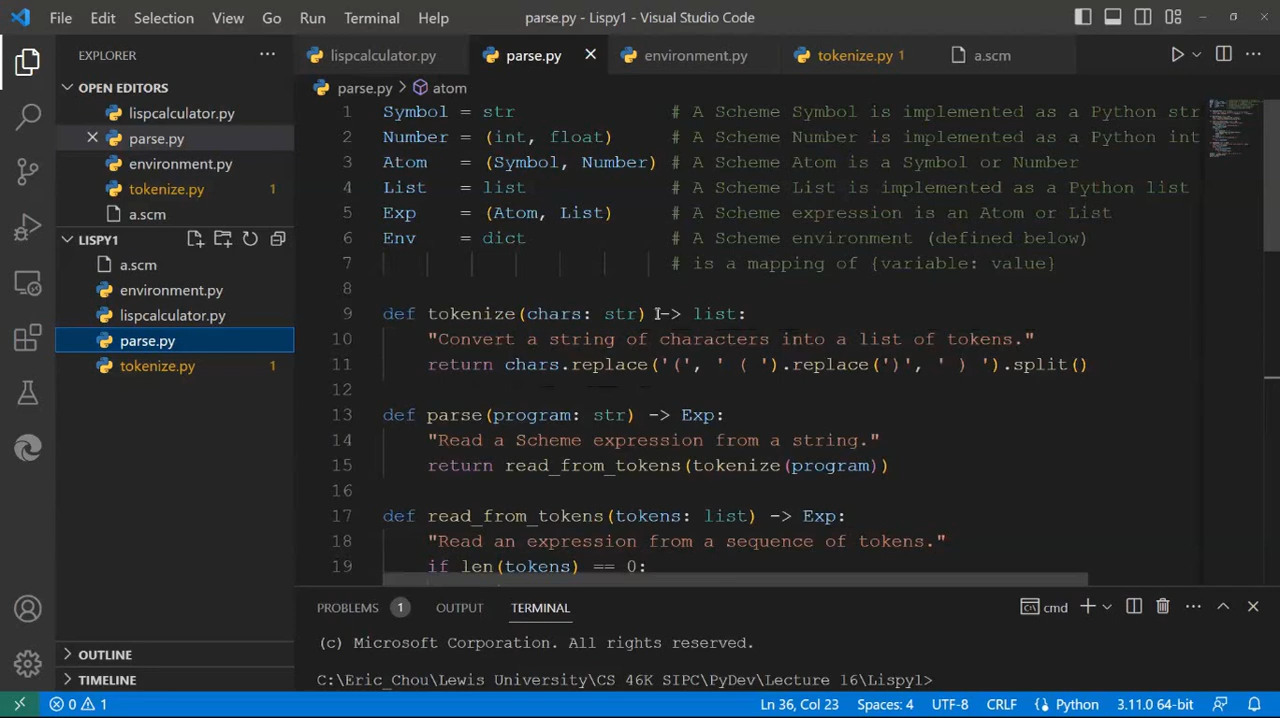 File Edit Selection View Go Run Terminal Help parse.py - Lispy1 - Visual Studio Code
EXPLORER
lispcalculator.py parse.py environment.py tokenize.py 1 a.scm
OPEN EDITORS
lispcalculator.py
parse.py
environment.py
tokenize.py 1
a.scm
LISPY1
a.scm
environment.py
lispcalculator.py
parse.py
tokenize.py 1
OUTLINE
TIMELINE
parse.py > atom
1 Symbol = str # A Scheme Symbol is implemented as a Python str
2 Number = (int, float) # A Scheme Number is implemented as a Python int
3 Atom = (Symbol, Number) # A Scheme Atom is a Symbol or Number
4 List = list # A Scheme List is implemented as a Python list
5 Exp = (Atom, List) # A Scheme expression is an Atom or List
6 Env = dict # A Scheme environment (defined below)
7 # is a mapping of {variable: value}
8
9 def tokenize(chars: str) -> list:
10 "Convert a string of characters into a list of tokens."
11 return chars.replace('(', ' ( ').replace(')', ' ) ').split()
12
13 def parse(program: str) -> Exp:
14 "Read a Scheme expression from a string."
15 return read_from_tokens(tokenize(program))
16
17 def read_from_tokens(tokens: list) -> Exp:
18 "Read an expression from a sequence of tokens."
19 if len(tokens) == 0:
PROBLEMS 1 OUTPUT TERMINAL cmd
(c) Microsoft Corporation. All rights reserved.
C:\Eric_Chou\Lewis University\CS 46K SIPC\PyDev\Lecture 16\Lispy1>
0 1 Ln 36, Col 23 Spaces: 4 UTF-8 CRLF Python 3.11.0 64-bit